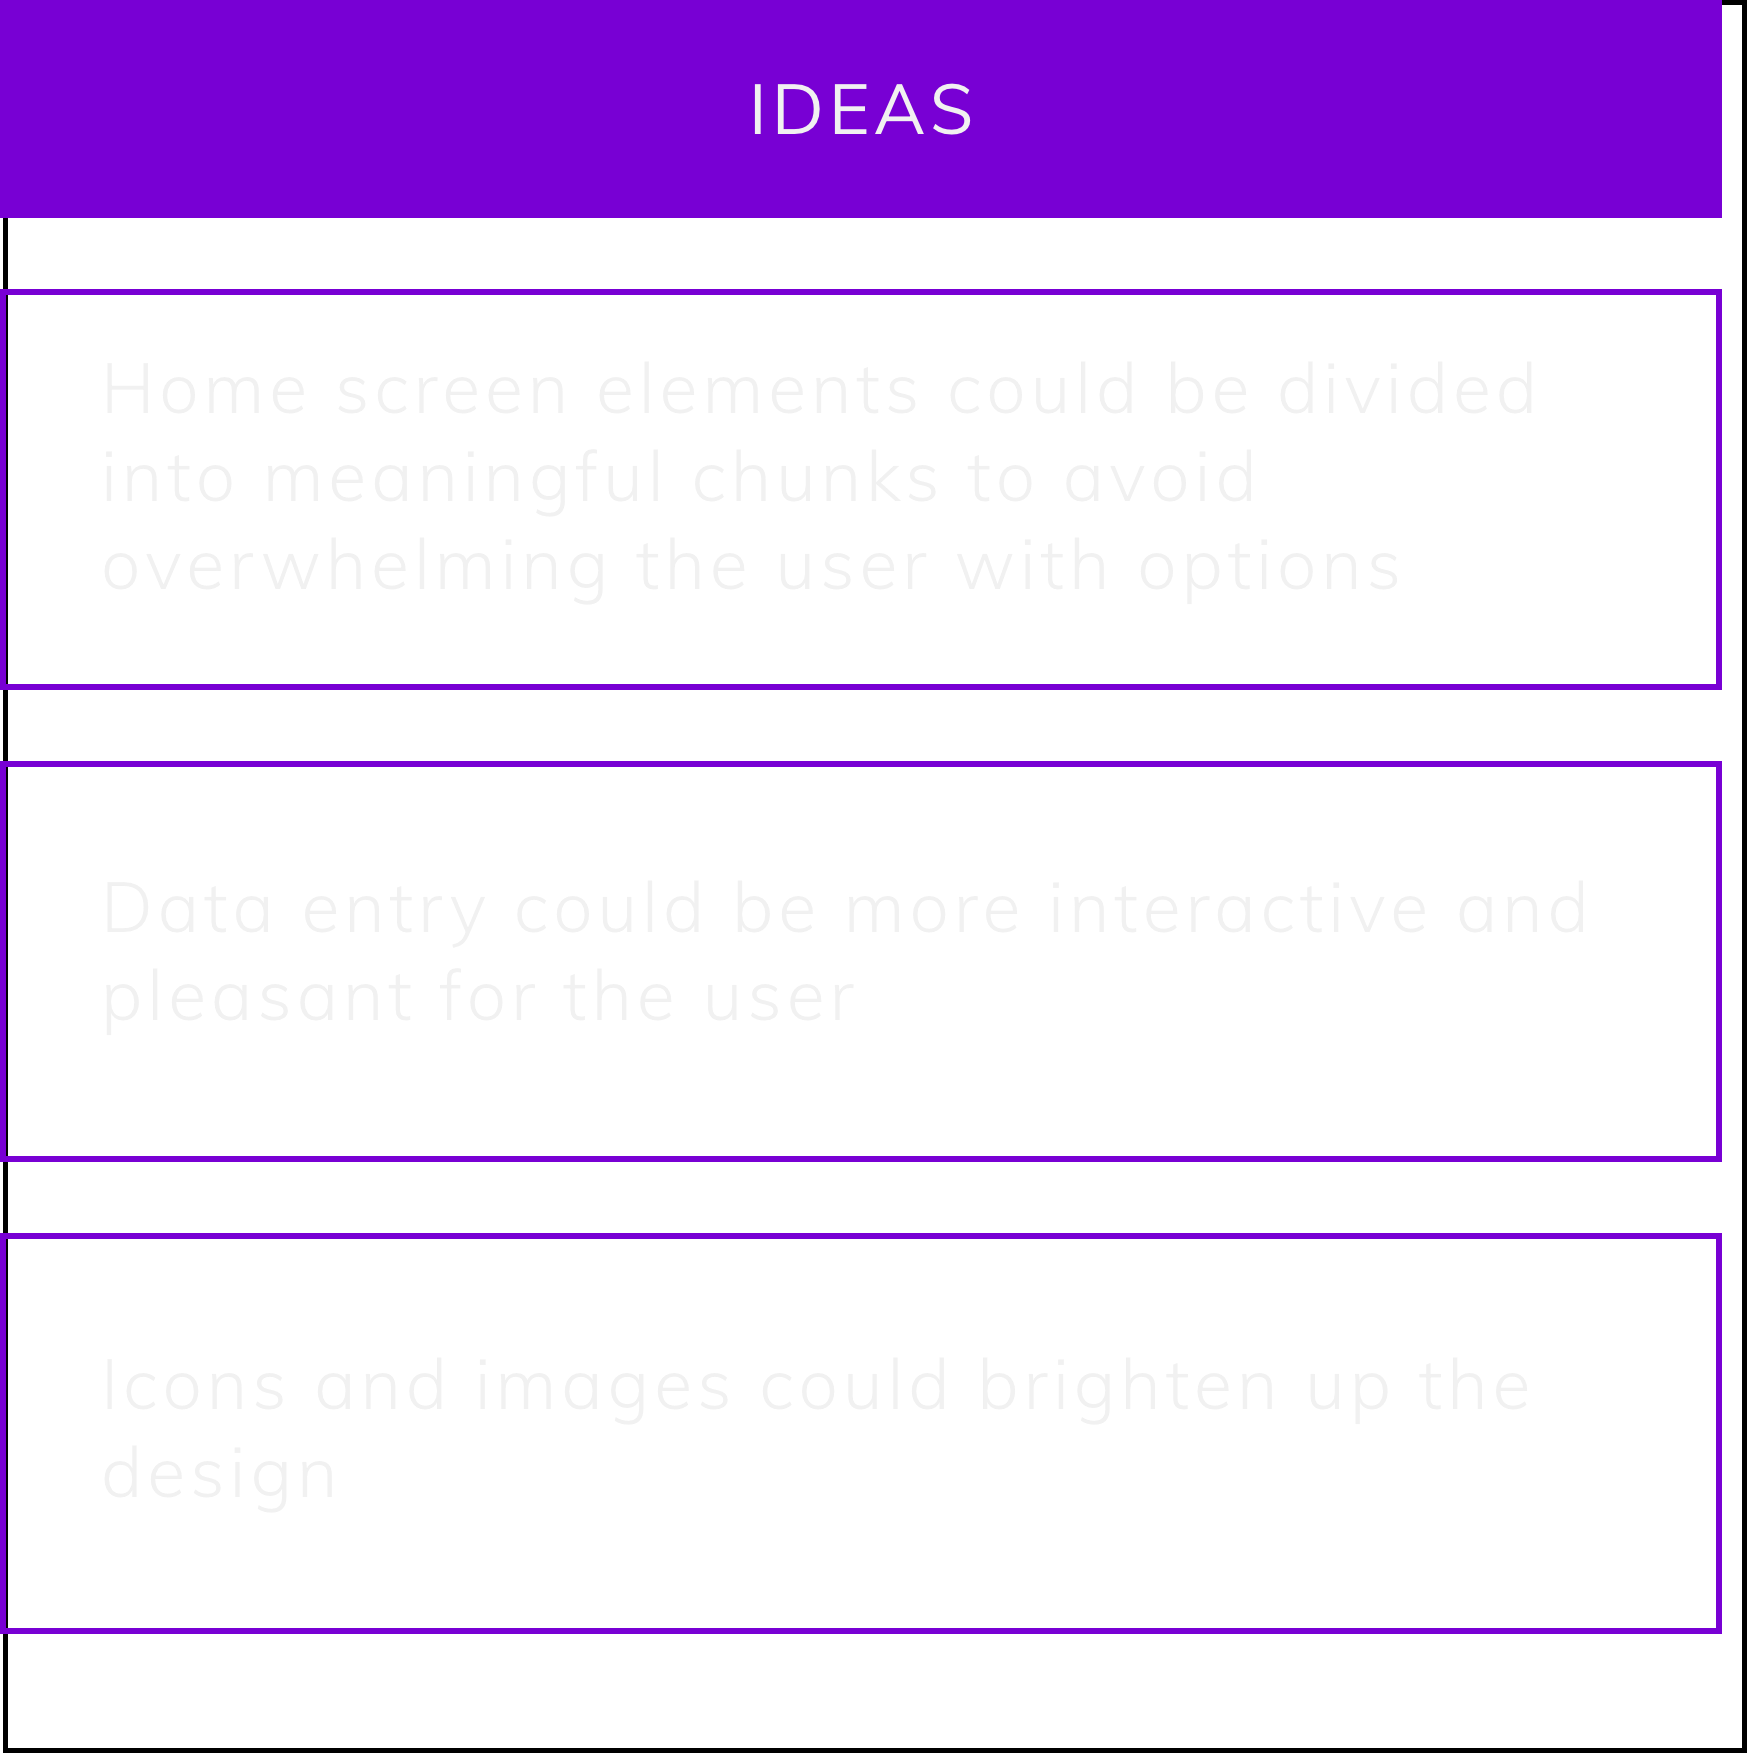 IDEAS
Home screen elements could be divided
into meaningful chunks to avoid
overwhelming the user with options
Data entry could be more interactive and
pleasant for the user
Icons and images could brighten up the
design